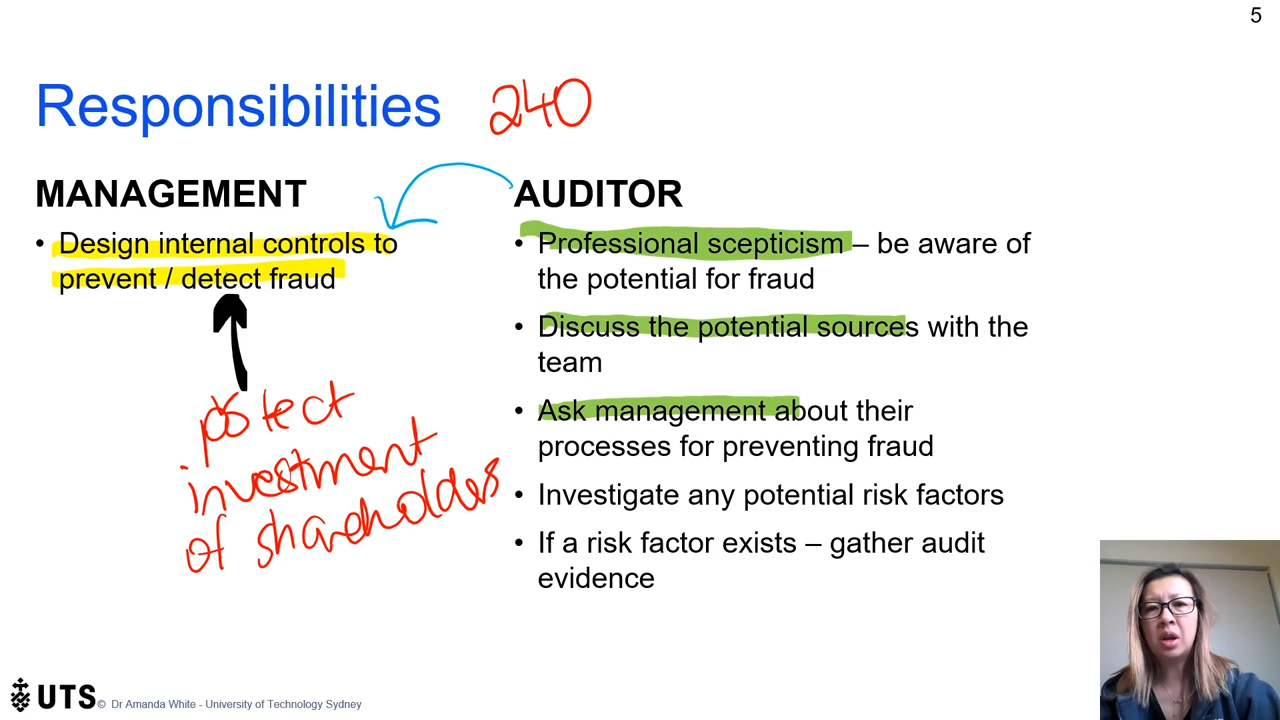 5
Responsibilities 240
MANAGEMENT
• Design internal controls to
prevent / detect fraud
protect
investment
of shareholders
AUDITOR
• Professional scepticism – be aware of
the potential for fraud
• Discuss the potential sources with the
team
• Ask management about their
processes for preventing fraud
• Investigate any potential risk factors
• If a risk factor exists – gather audit
evidence
UTS © Dr Amanda White - University of Technology Sydney